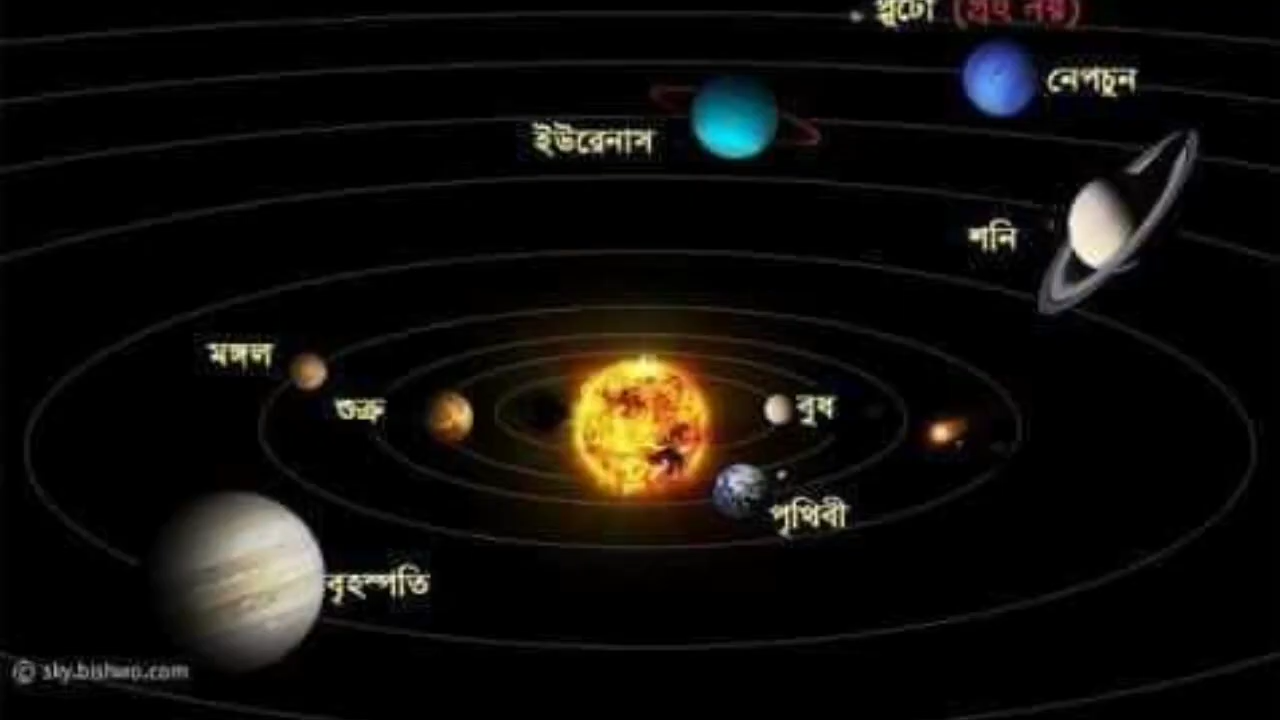 প্লুটো (গ্রহ নয়)
নেপচুন
ইউরেনাস
শনি
মঙ্গল
শুক্র
বুধ
পৃথিবী
বৃহস্পতি
© sky.bishwo.com